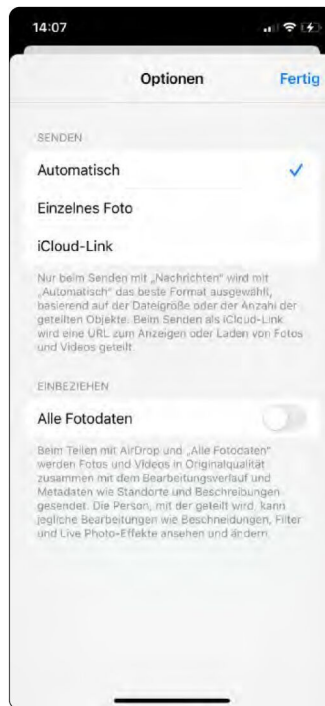 14:07
Optionen
Fertig
SENDEN
Automatisch
Einzelnes Foto
iCloud-Link
Nur beim Senden mit „Nachrichten“ wird mit
„Automatisch“ das beste Format ausgewählt,
basierend auf der Dateigröße oder der Anzahl der
geteilten Objekte. Beim Senden als iCloud-Link
wird eine URL zum Anzeigen oder Laden von Fotos
und Videos geteilt.
EINBEZIEHEN
Alle Fotodaten
Beim Teilen mit AirDrop und „Alle Fotodaten“
werden Fotos und Videos in Originalqualität
zusammen mit dem Bearbeitungsverlauf und
Metadaten wie Standorte und Beschreibungen
gesendet. Die Person, mit der geteilt wird, kann
jegliche Bearbeitungen wie Beschneidungen, Filter
und Live Photo-Effekte ansehen und ändern.